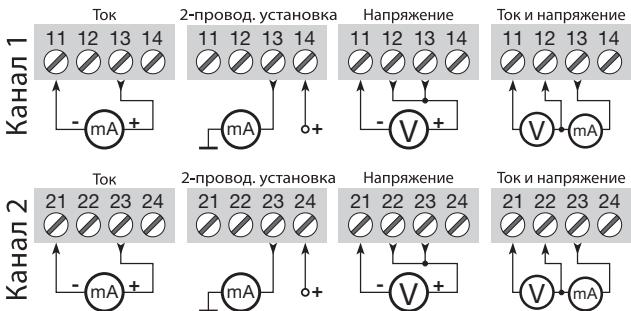 Ток 2-провод. установка Напряжение Ток и напряжение
Канал 1
11 12 13 14 11 12 13 14 11 12 13 14 11 12 13 14
- mA + mA + - V + V mA
Ток 2-провод. установка Напряжение Ток и напряжение
Канал 2
21 22 23 24 21 22 23 24 21 22 23 24 21 22 23 24
- mA + mA + - V + V mA